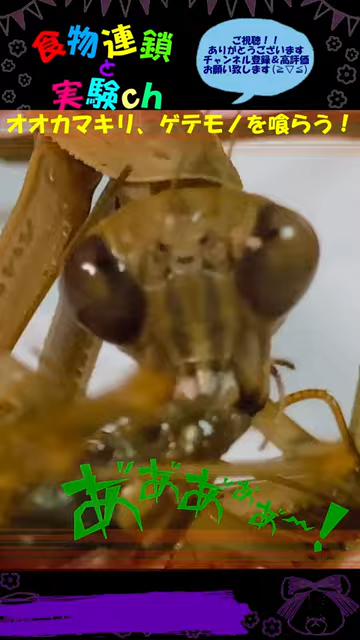 食物連鎖
と
実験ch
ご視聴！！
ありがとうございます
チャンネル登録＆高評価
お願い致します(≧▽≦)
オオカマキリ、ゲテモノを喰らう！
あ゛あ゛あ゛ぁ゛ぁ゛〜！